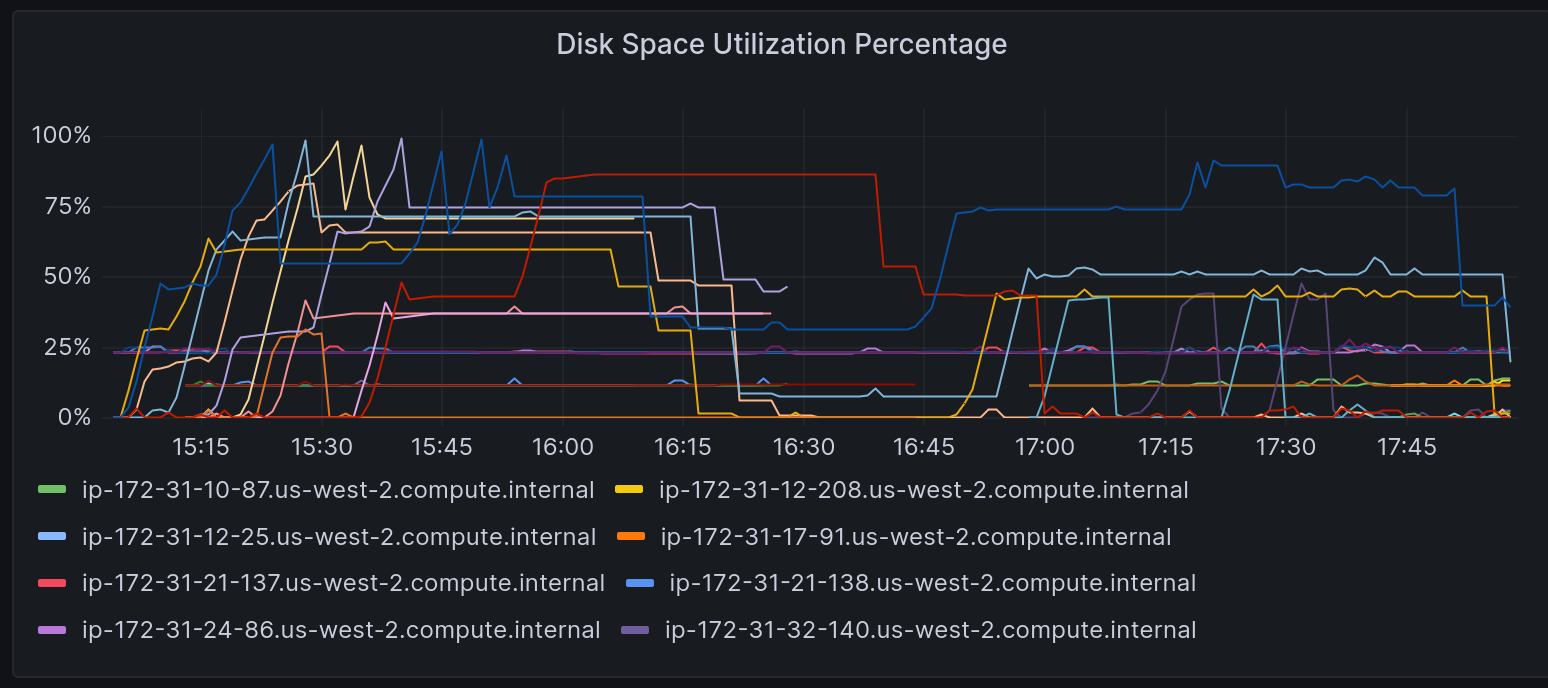 Disk Space Utilization Percentage
100%
75%
50%
25%
0%
15:15 15:30 15:45 16:00 16:15 16:30 16:45 17:00 17:15 17:30 17:45
ip-172-31-10-87.us-west-2.compute.internal ip-172-31-12-208.us-west-2.compute.internal
ip-172-31-12-25.us-west-2.compute.internal ip-172-31-17-91.us-west-2.compute.internal
ip-172-31-21-137.us-west-2.compute.internal ip-172-31-21-138.us-west-2.compute.internal
ip-172-31-24-86.us-west-2.compute.internal ip-172-31-32-140.us-west-2.compute.internal